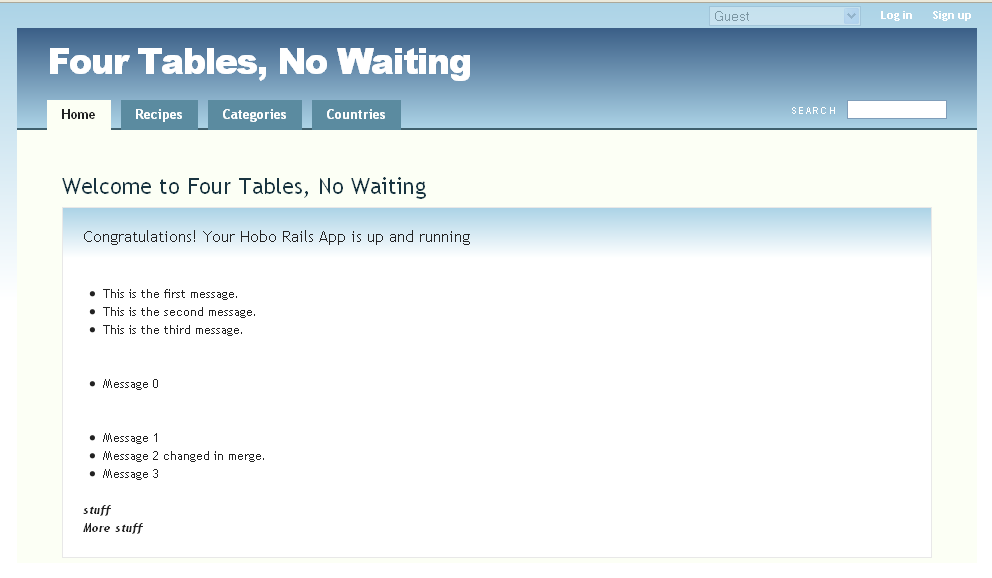 Guest
Log in
Sign up
Four Tables, No Waiting
Home
Recipes
Categories
Countries
SEARCH
Welcome to Four Tables, No Waiting
Congratulations! Your Hobo Rails App is up and running
This is the first message.
This is the second message.
This is the third message.
Message 0
Message 1
Message 2 changed in merge.
Message 3
stuff
More stuff